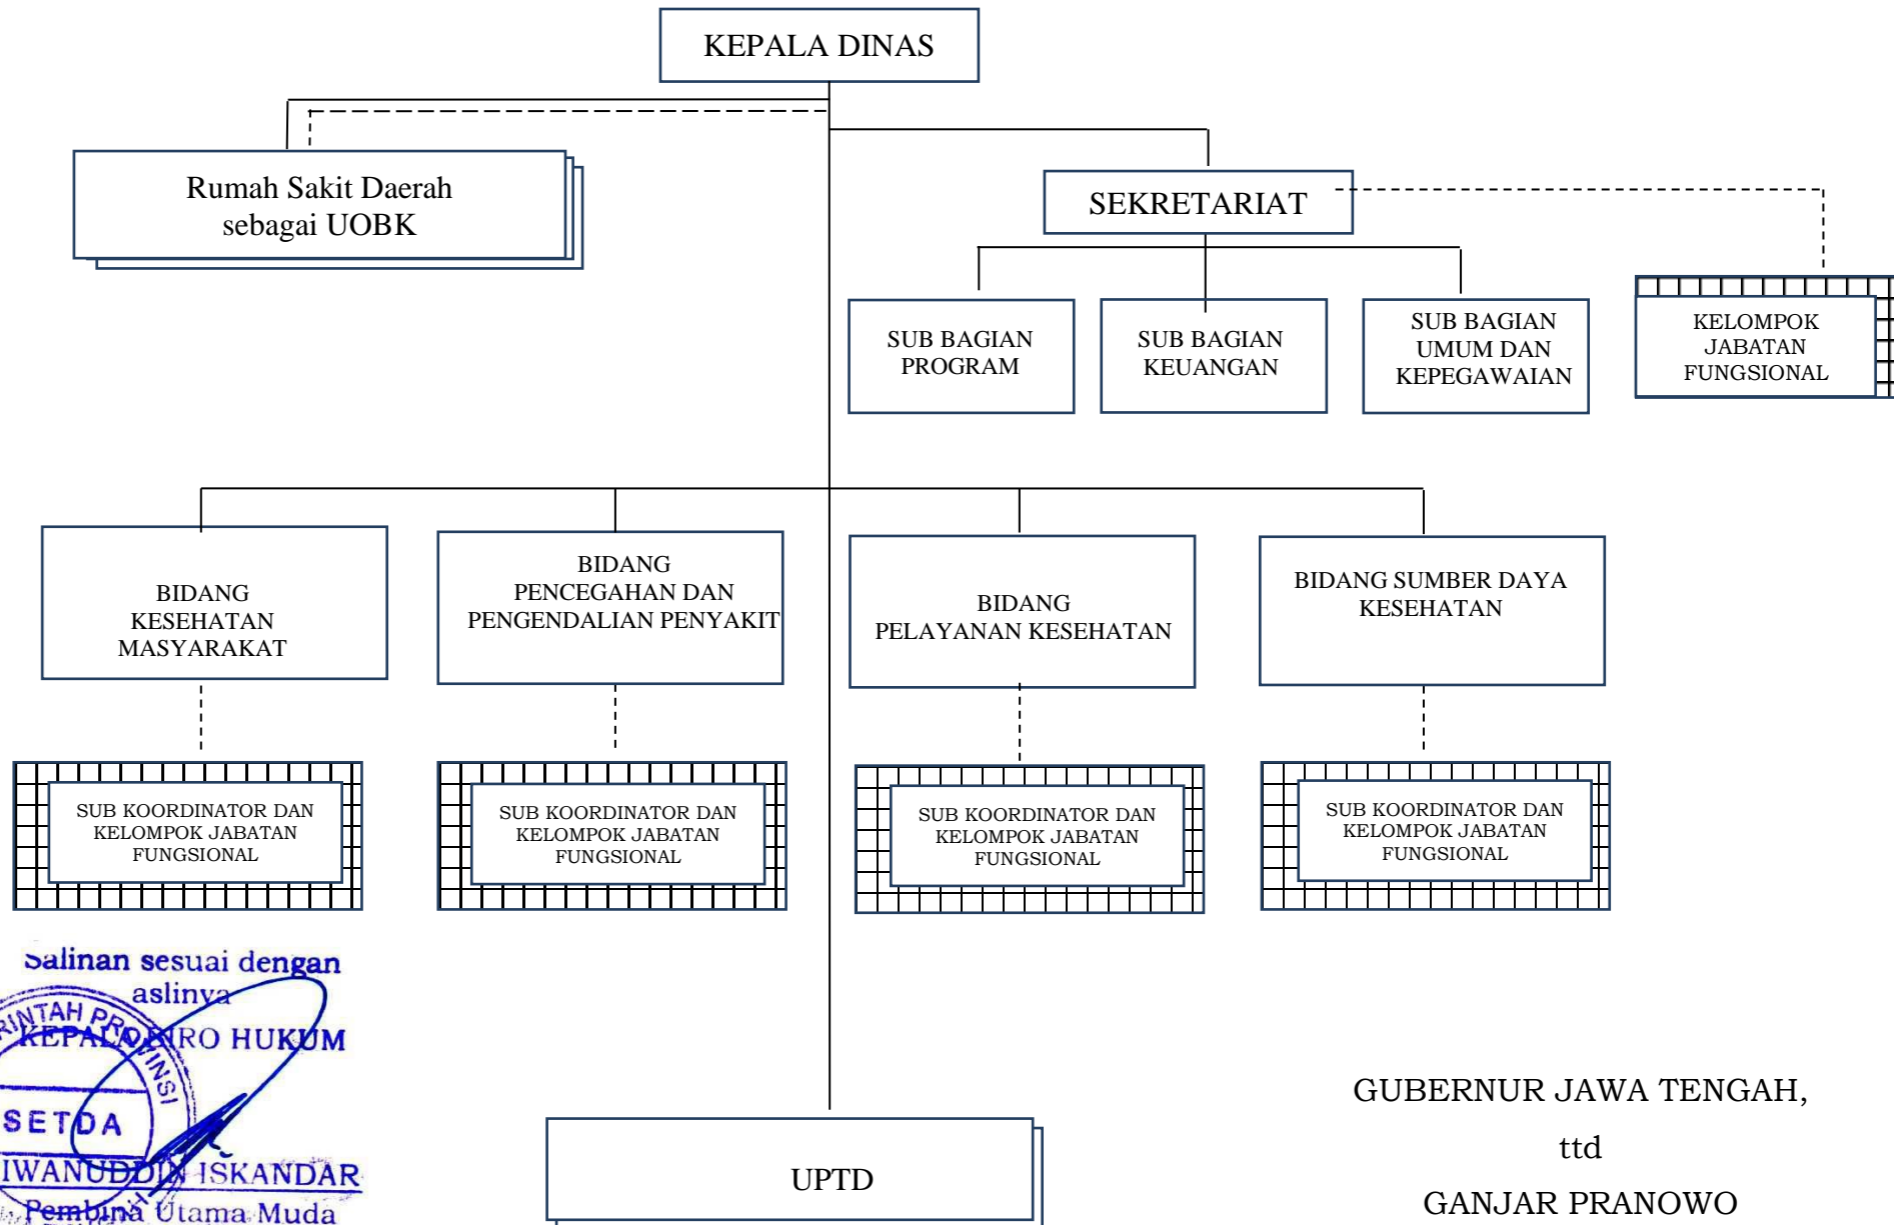 KEPALA DINAS
Rumah Sakit Daerah
sebagai UOBK
SEKRETARIAT
SUB BAGIAN
PROGRAM
SUB BAGIAN
KEUANGAN
SUB BAGIAN
UMUM DAN
KEPEGAWAIAN
KELOMPOK
JABATAN
FUNGSIONAL
BIDANG
KESEHATAN
MASYARAKAT
BIDANG
PENCEGAHAN DAN
PENGENDALIAN PENYAKIT
BIDANG
PELAYANAN KESEHATAN
BIDANG SUMBER DAYA
KESEHATAN
SUB KOORDINATOR DAN
KELOMPOK JABATAN
FUNGSIONAL
SUB KOORDINATOR DAN
KELOMPOK JABATAN
FUNGSIONAL
SUB KOORDINATOR DAN
KELOMPOK JABATAN
FUNGSIONAL
SUB KOORDINATOR DAN
KELOMPOK JABATAN
FUNGSIONAL
Salinan sesuai dengan
aslinya
KEPALA BIRO HUKUM
RINTAH PROVINSI
SETDA
IWANUDDIN ISKANDAR
Pembina Utama Muda
UPTD
GUBERNUR JAWA TENGAH,
ttd
GANJAR PRANOWO